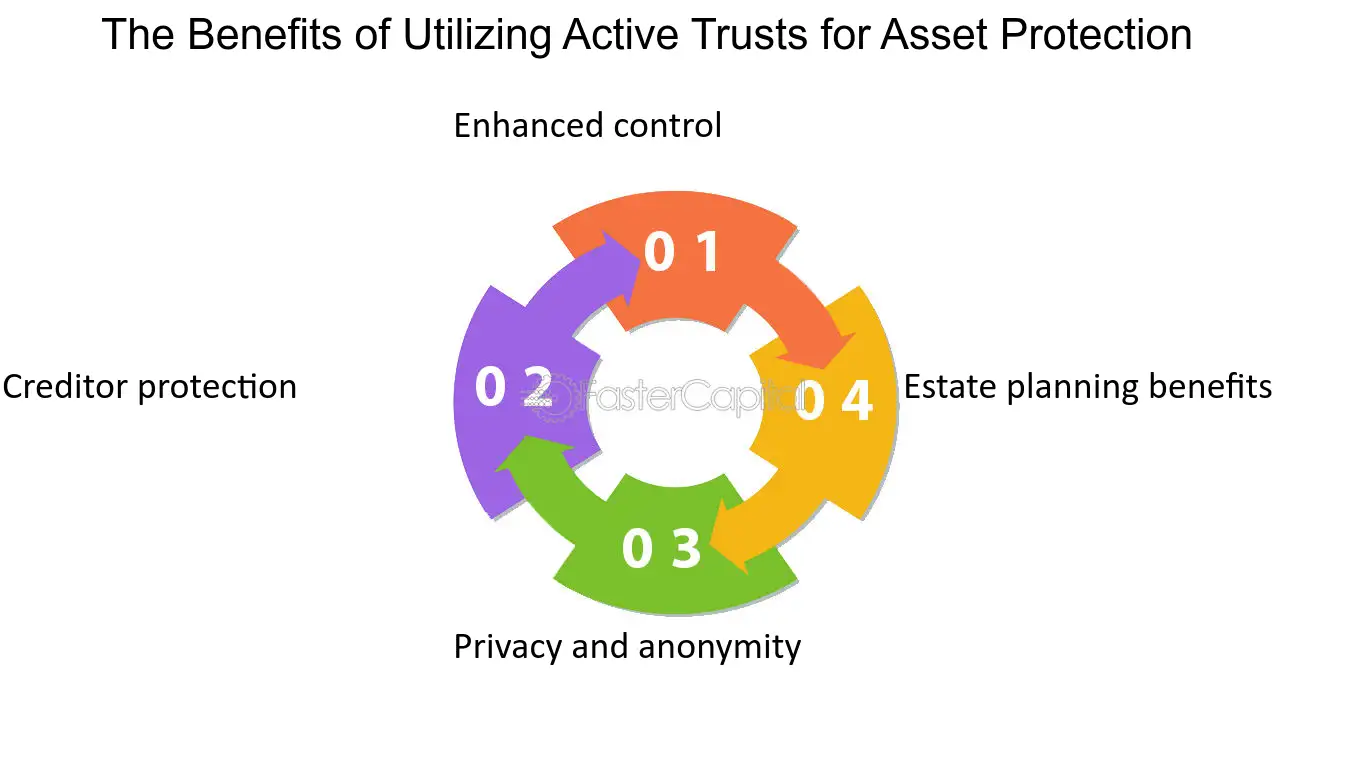 The Benefits of Utilizing Active Trusts for Asset Protection
Enhanced control
0 1
Creditor protection
0 2
FasterCapital
0 4
Estate planning benefits
0 3
Privacy and anonymity